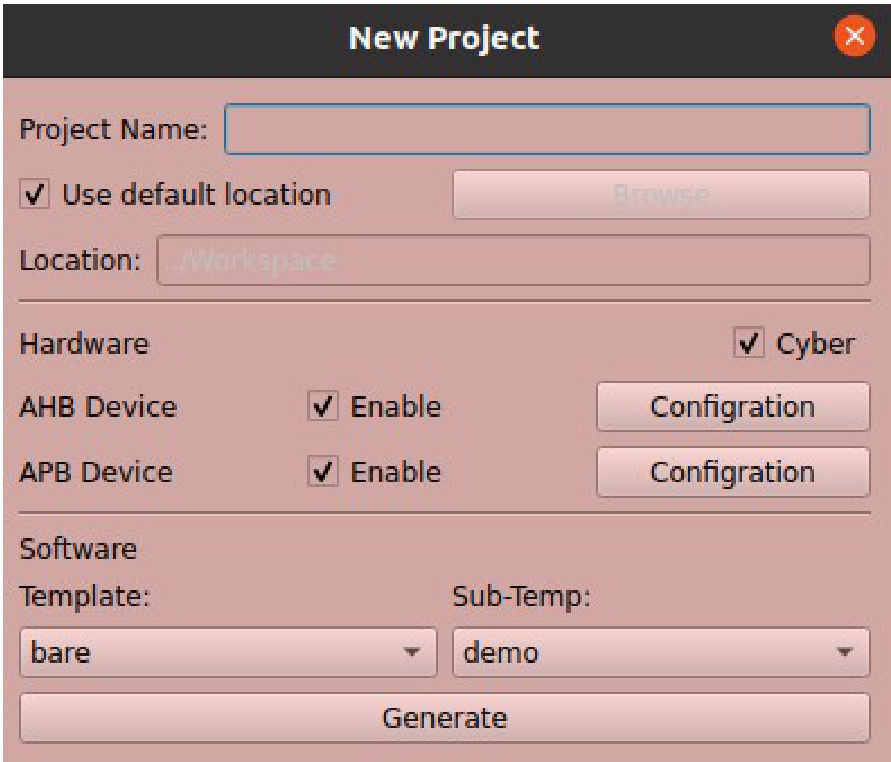 New Project
Project Name:
Use default location Browse
Location: ../Workspace
Hardware Cyber
AHB Device Enable Configration
APB Device Enable Configration
Software
Template: Sub-Temp:
bare demo
Generate